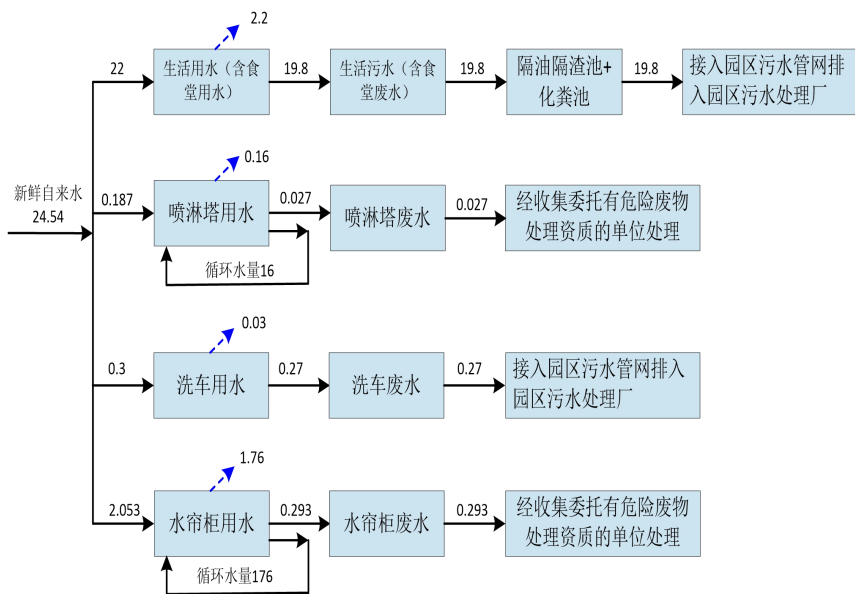 2.2
22
生活用水（含食
堂用水）
19.8
生活污水（含食
堂废水）
19.8
隔油隔渣池+
化粪池
19.8
接入园区污水管网排
入园区污水处理厂
新鲜自来水
24.54
0.16
0.187
喷淋塔用水
0.027
喷淋塔废水
0.027
经收集委托有危险废物
处理资质的单位处理
循环水量16
0.03
0.3
洗车用水
0.27
洗车废水
0.27
接入园区污水管网排入
园区污水处理厂
1.76
2.053
水帘柜用水
0.293
水帘柜废水
0.293
经收集委托有危险废物
处理资质的单位处理
循环水量176